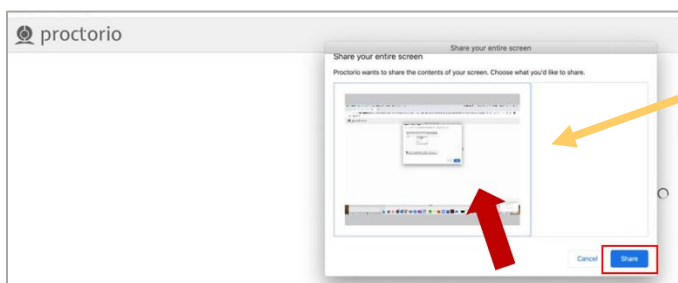 proctorio
Share your entire screen
Share your entire screen
Proctorio wants to share the contents of your screen. Choose what you'd like to share.
Cancel
Share